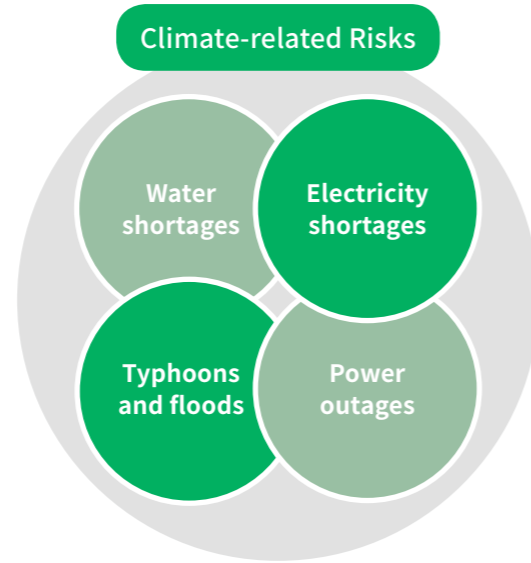 Climate-related Risks
Water
shortages
Electricity
shortages
Typhoons
and floods
Power
outages